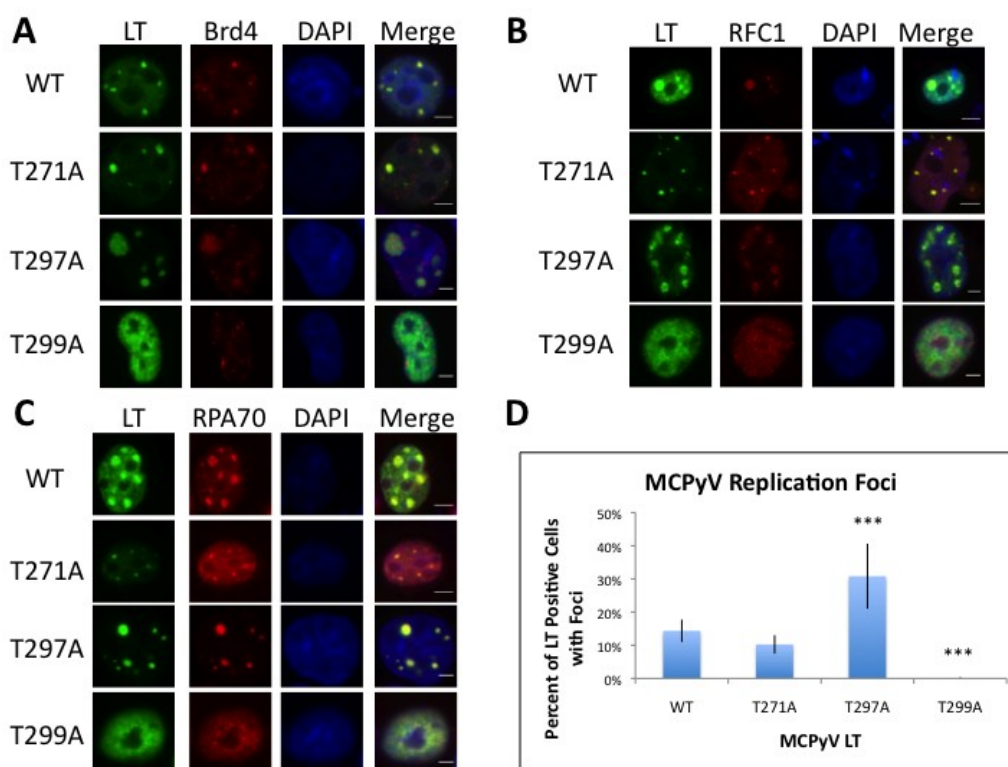 A
LT Brd4 DAPI Merge
WT
T271A
T297A
T299A
B
LT RFC1 DAPI Merge
WT
T271A
T297A
T299A
C
LT RPA70 DAPI Merge
WT
T271A
T297A
T299A
D
MCPyV Replication Foci
Percent of LT Positive Cells
with Foci
50%
40%
30%
20%
10%
0%
***
***
WT T271A T297A T299A
MCPyV LT